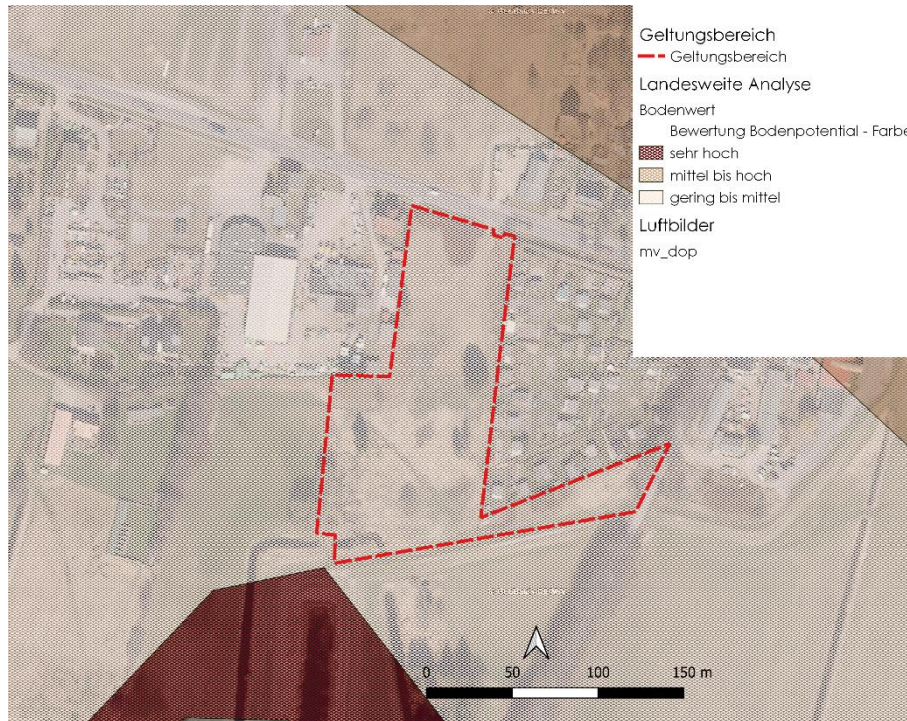 Geltungsbereich
Geltungsbereich
Landesweite Analyse
Bodenwert
Bewertung Bodenpotential - Farbe
sehr hoch
mittel bis hoch
gering bis mittel
Luftbilder
mv_dop
0 50 100 150 m